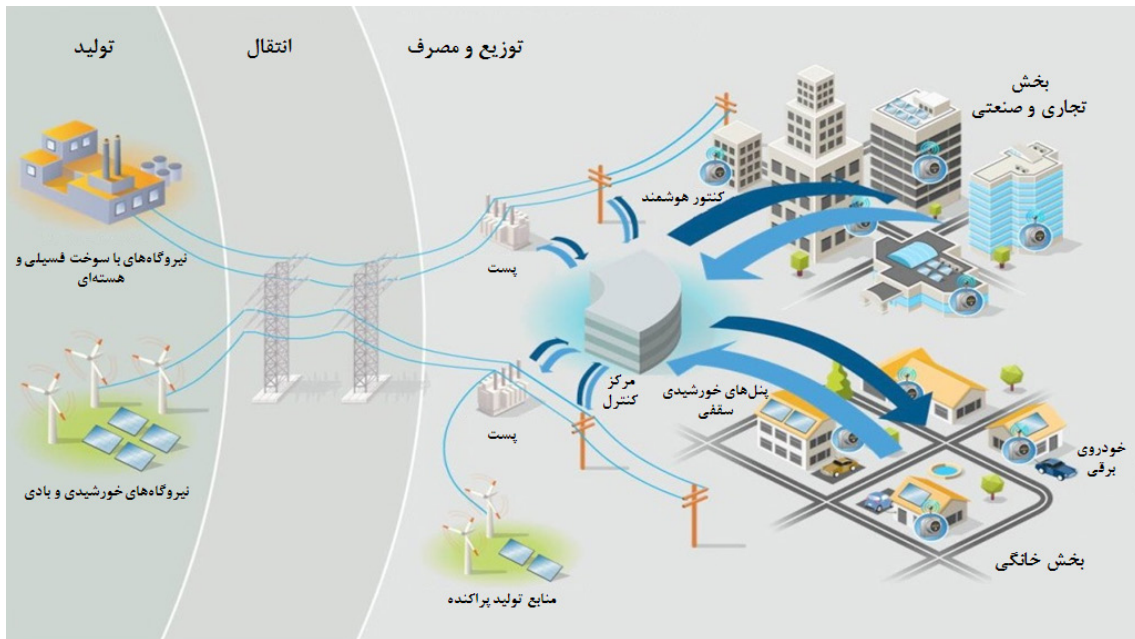 تولید
انتقال
توزیع و مصرف
بخش
تجاری و صنعتی
کنتور هوشمند
نیروگاه‌های با سوخت فسیلی و
هسته‌ای
پست
مرکز
کنترل
پنل‌های خورشیدی
سقفی
پست
خودروی
برقی
نیروگاه‌های خورشیدی و بادی
بخش خانگی
منابع تولید پراکنده